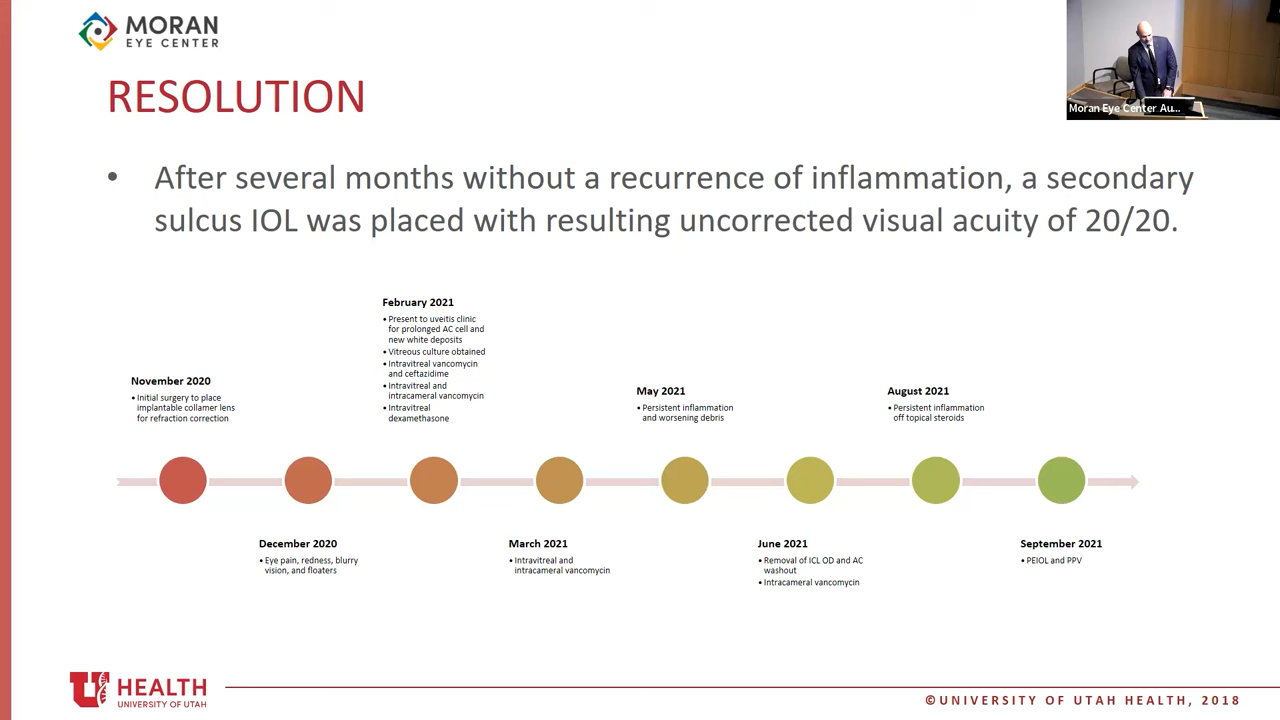 MORAN
EYE CENTER
Moran Eye Center Au...
RESOLUTION
• After several months without a recurrence of inflammation, a secondary
sulcus IOL was placed with resulting uncorrected visual acuity of 20/20.
November 2020
• Initial surgery to place
implantable collamer lens
for refraction correction
December 2020
• Eye pain, redness, blurry
vision, and floaters
February 2021
• Present to uveitis clinic
for prolonged AC cell and
new white deposits
• Vitreous culture obtained
• Intravitreal vancomycin
and ceftazidime
• Intravitreal and
intracameral vancomycin
• Intravitreal
dexamethasone
March 2021
• Intravitreal and
intracameral vancomycin
May 2021
• Persistent inflammation
and worsening debris
June 2021
• Removal of ICL OD and AC
washout
• Intracameral vancomycin
August 2021
• Persistent inflammation
off topical steroids
September 2021
• PEIOL and PPV
U HEALTH
UNIVERSITY OF UTAH
©UNIVERSITY OF UTAH HEALTH, 2018